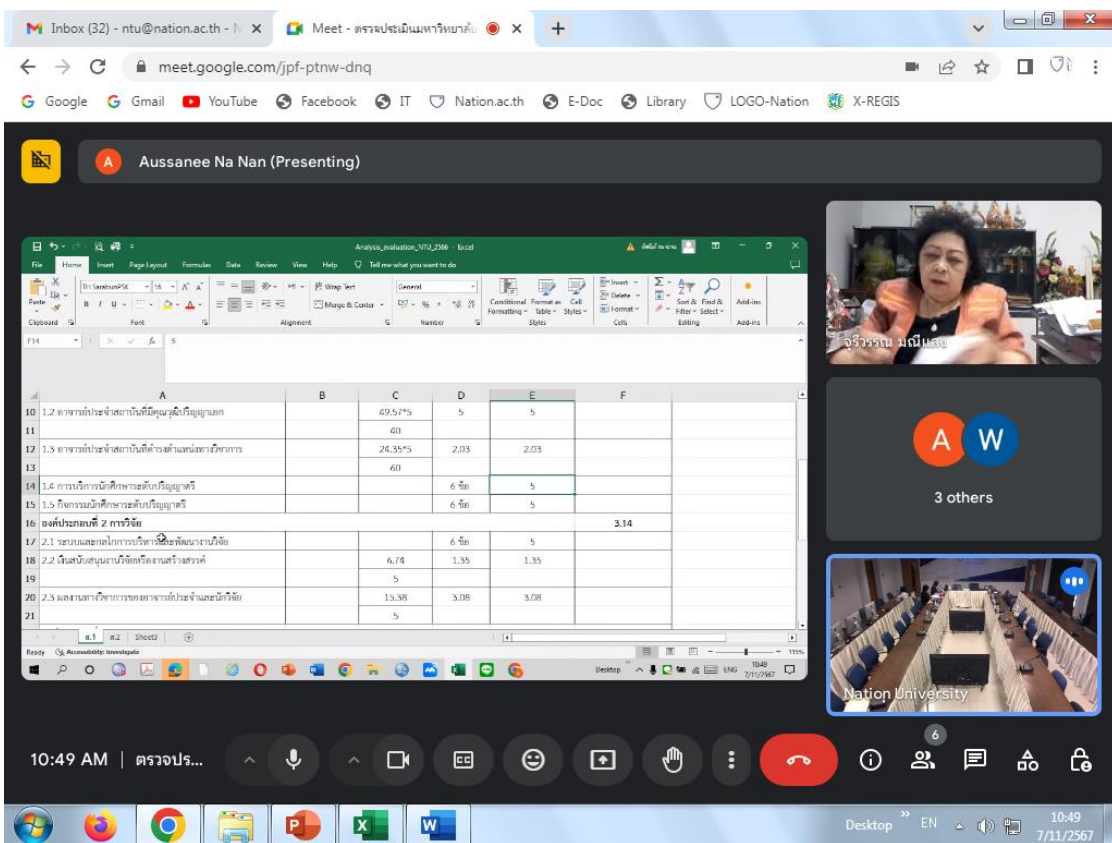 Inbox (32) - ntu@nation.ac.th - N
Meet - ตรวจประเมินมหาวิทยาลัย
meet.google.com/jpf-ptnw-dnq
Google Gmail YouTube Facebook IT Nation.ac.th E-Doc Library LOGO-Nation X-REGIS
A Aussanee Na Nan (Presenting)
Analysis_evaluation_NTU_2566 - Excel
File Home Insert Page Layout Formulas Data Review View Help Tell me what you want to do
TH SarabunPSK 16 Wrap Text General
Paste B I U Merge & Center Conditional Formatting Format as Table Cell Styles Insert Delete Format Sort & Filter Find & Select Add-ins
Clipboard Font Alignment Number Styles Cells Editing Add-ins
F14 5
A B C D E F
10 1.2 อาจารย์ประจำสถาบันที่มีคุณวุฒิปริญญาเอก 49.57*5 5 5
11 40
12 1.3 อาจารย์ประจำสถาบันที่ดำรงตำแหน่งทางวิชาการ 24.35*5 2.03 2.03
13 60
14 1.4 การบริการนักศึกษาระดับปริญญาตรี 6 ข้อ 5
15 1.5 กิจกรรมนักศึกษาระดับปริญญาตรี 6 ข้อ 5
16 องค์ประกอบที่ 2 การวิจัย 3.14
17 2.1 ระบบและกลไกการบริหารและพัฒนางานวิจัย 6 ข้อ 5
18 2.2 เงินสนับสนุนงานวิจัยหรืองานสร้างสรรค์ 6.74 1.35 1.35
19 5
20 2.3 ผลงานทางวิชาการของอาจารย์ประจำและนักวิจัย 15.38 3.08 3.08
21 5
ส.1 ส.2 Sheet3
Ready Accessibility: Investigate 115%
Desktop ENG 10:49
7/11/2567
จุรีวรรณ มณีแสง
A W
3 others
Nation University
10:49 AM | ตรวจปร...
CC
6
Desktop EN 10:49
7/11/2567